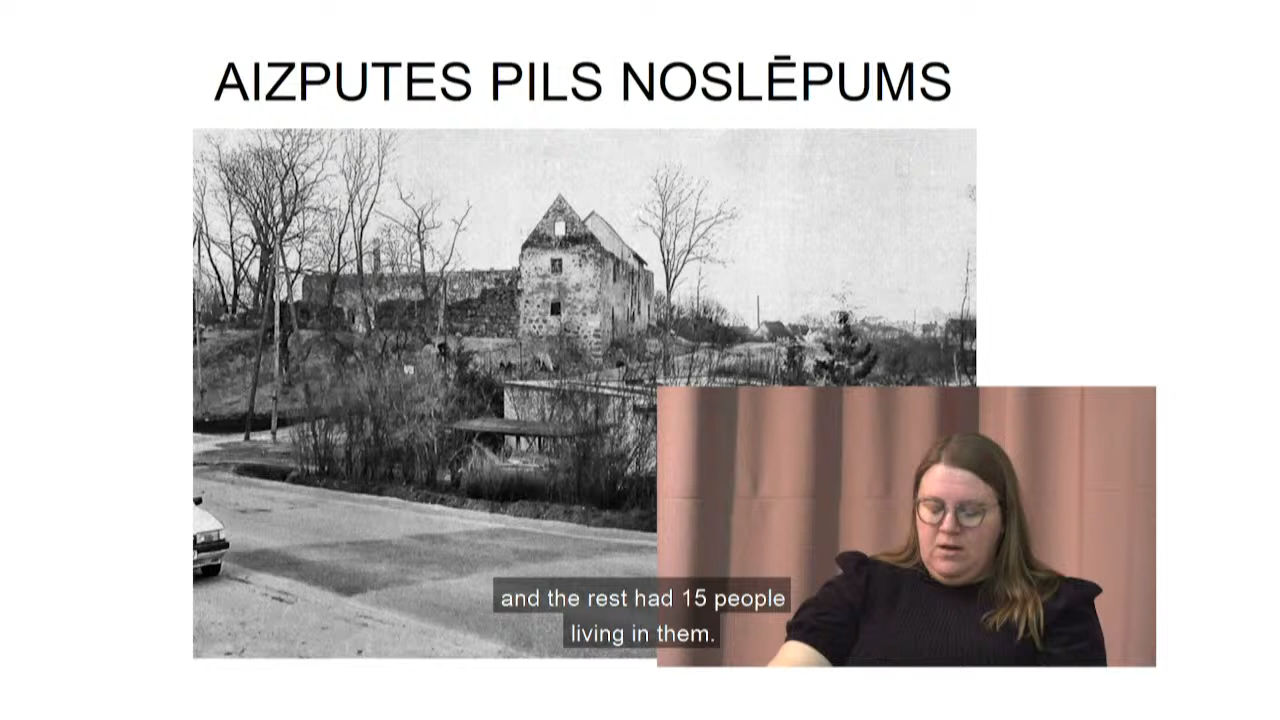 AIZPUTES PILS NOSLĒPUMS
and the rest had 15 people
living in them.